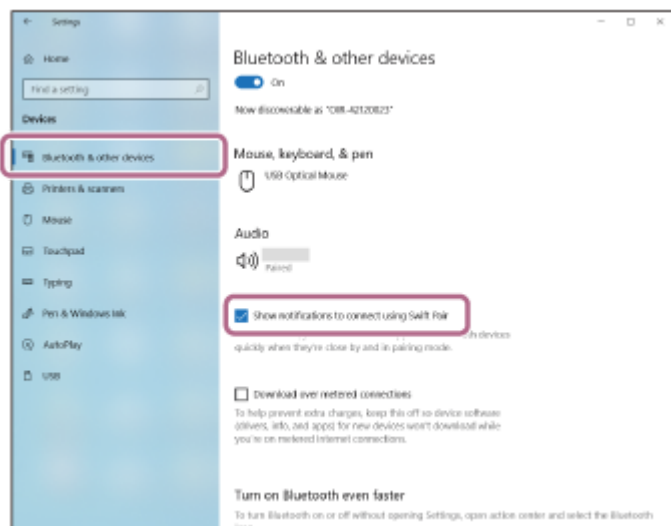 Settings
Home
Find a setting
Devices
Bluetooth & other devices
Printers & scanners
Mouse
Touchpad
Typing
Pen & Windows Ink
AutoPlay
USB
Bluetooth & other devices
On
Now discoverable as
Mouse, keyboard, & pen
USB Optical Mouse
Audio
Paired
Show notifications to connect using Swift Pair
devices
quickly when they're close by and in pairing mode.
Download over metered connections
To help prevent extra charges, keep this off so device software
(drivers, info, and apps) for new devices won't download while
you're on metered Internet connections.
Turn on Bluetooth even faster
To turn Bluetooth on or off without opening Settings, open action center and select the Bluetooth